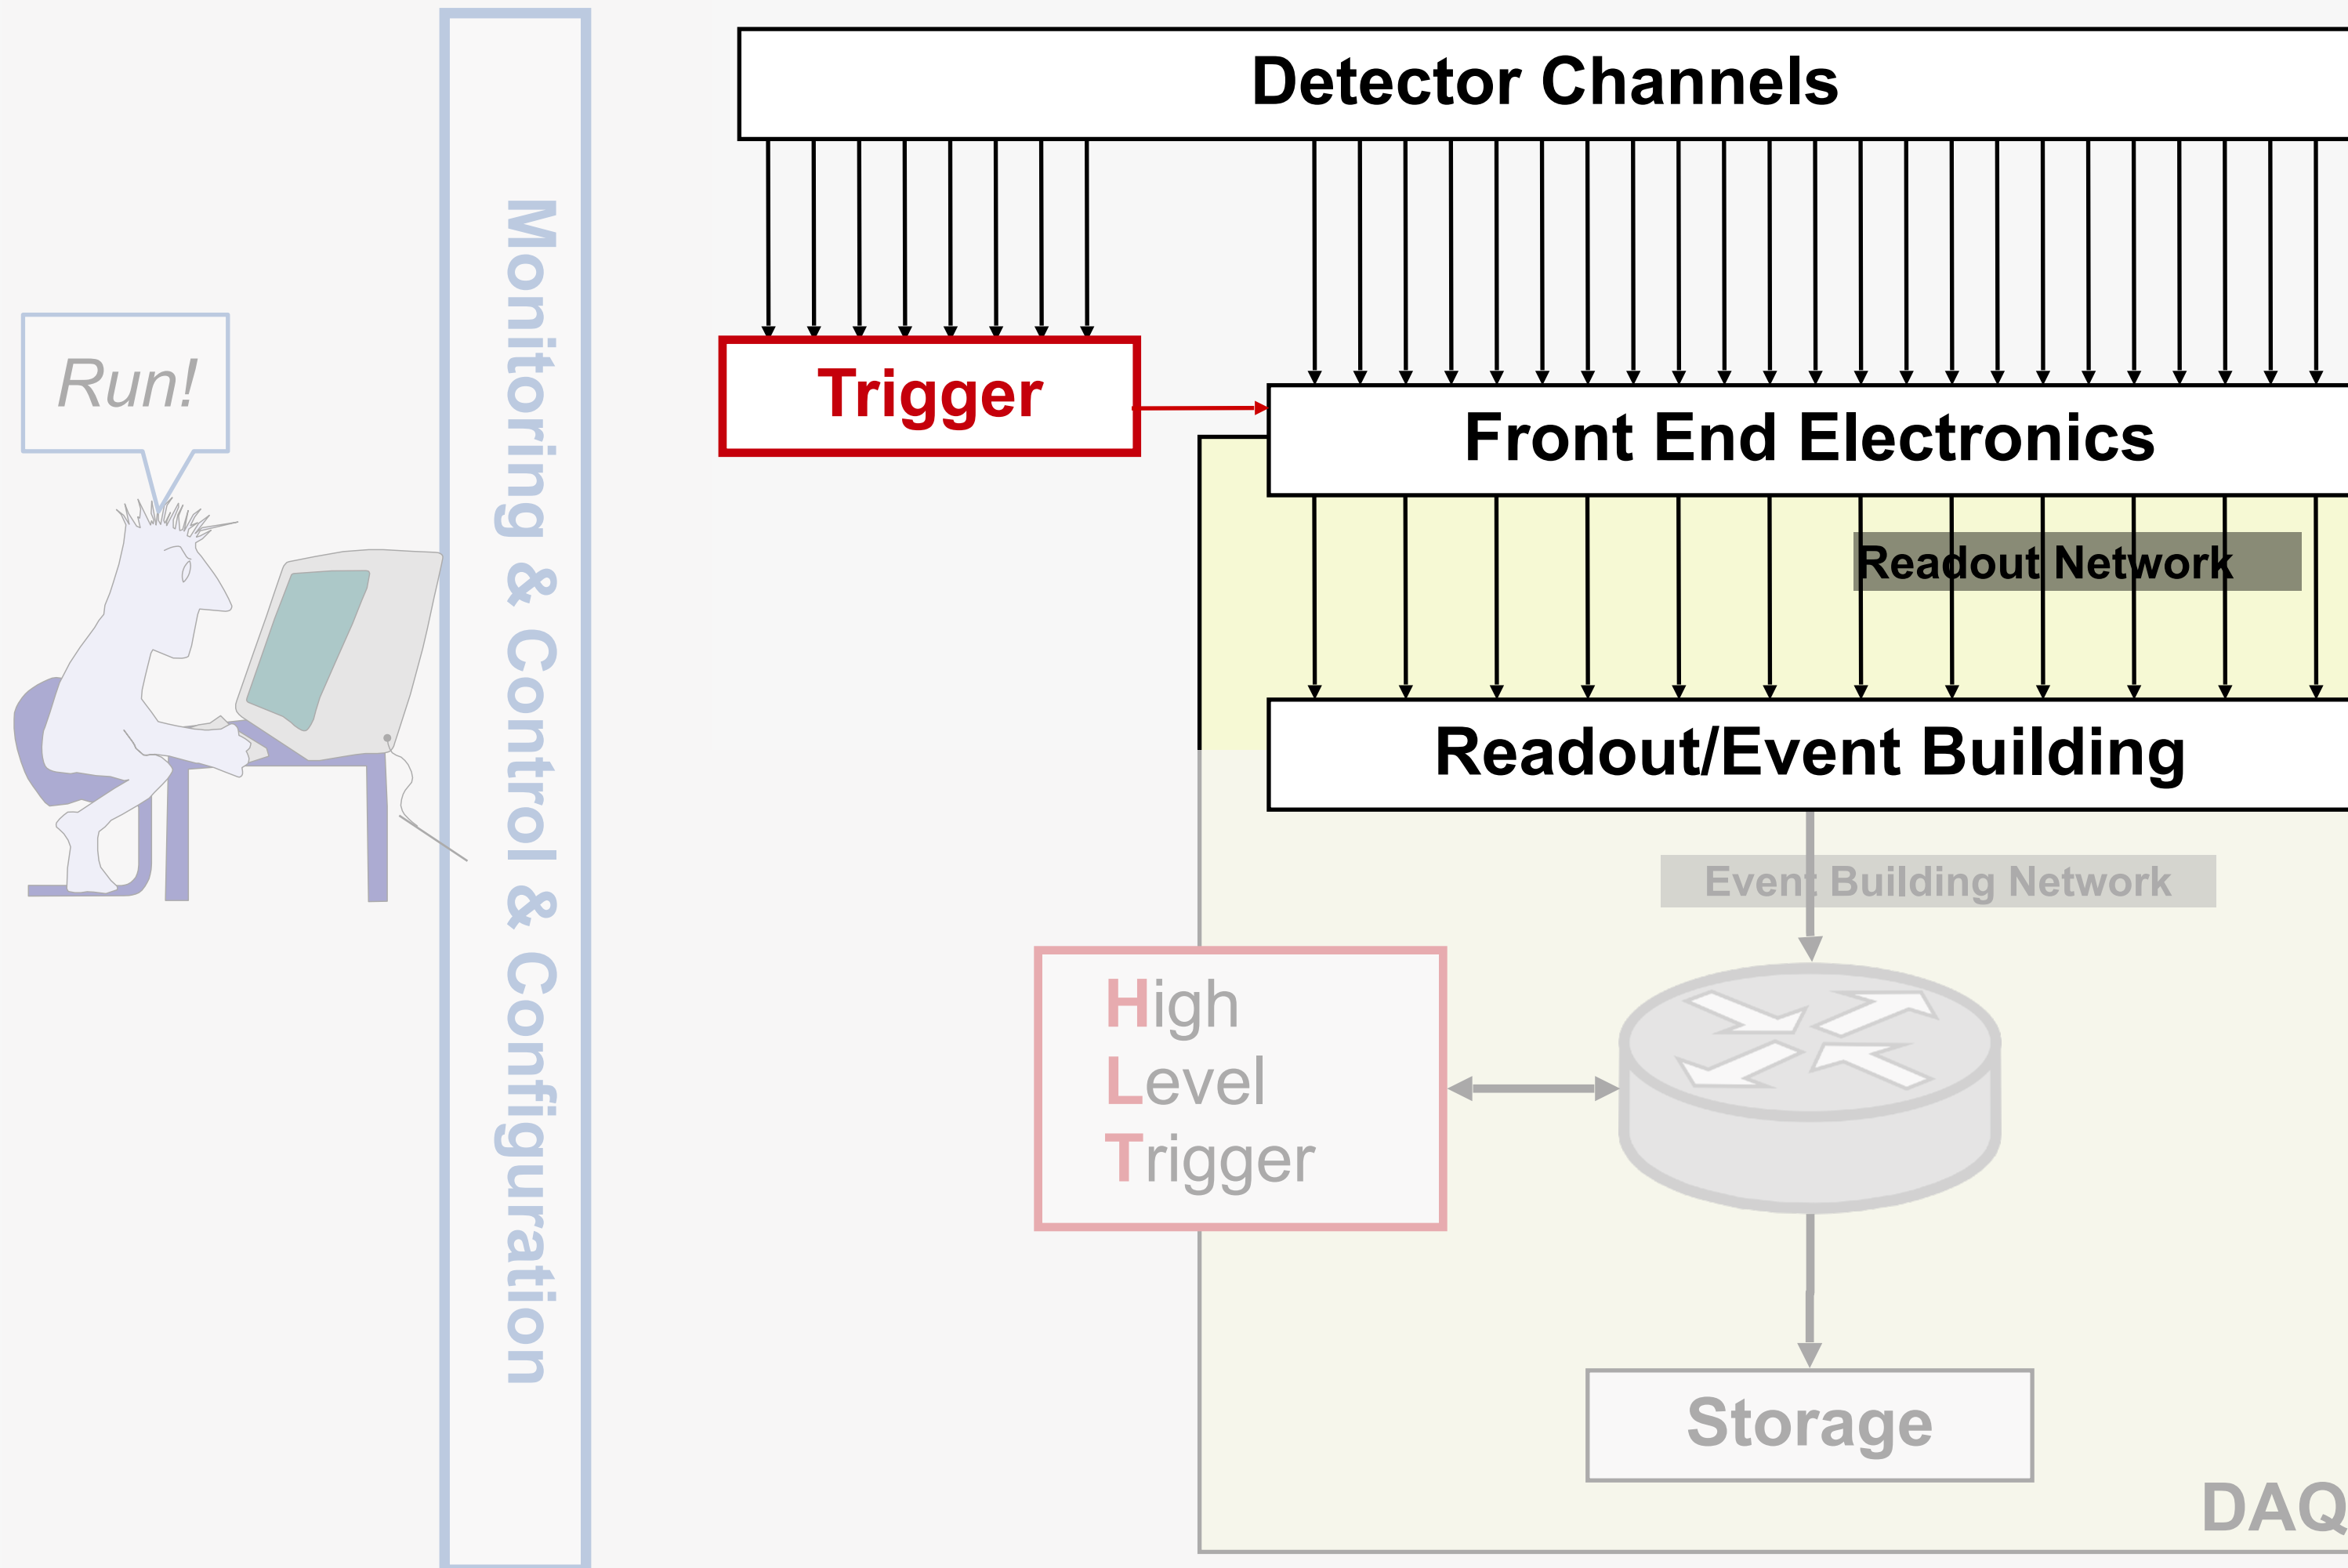 Detector Channels
Monitoring & Control & Configuration
Run!
Trigger
Front End Electronics
Readout Network
Readout/Event Building
Event Building Network
High
Level
Trigger
Storage
DAQ